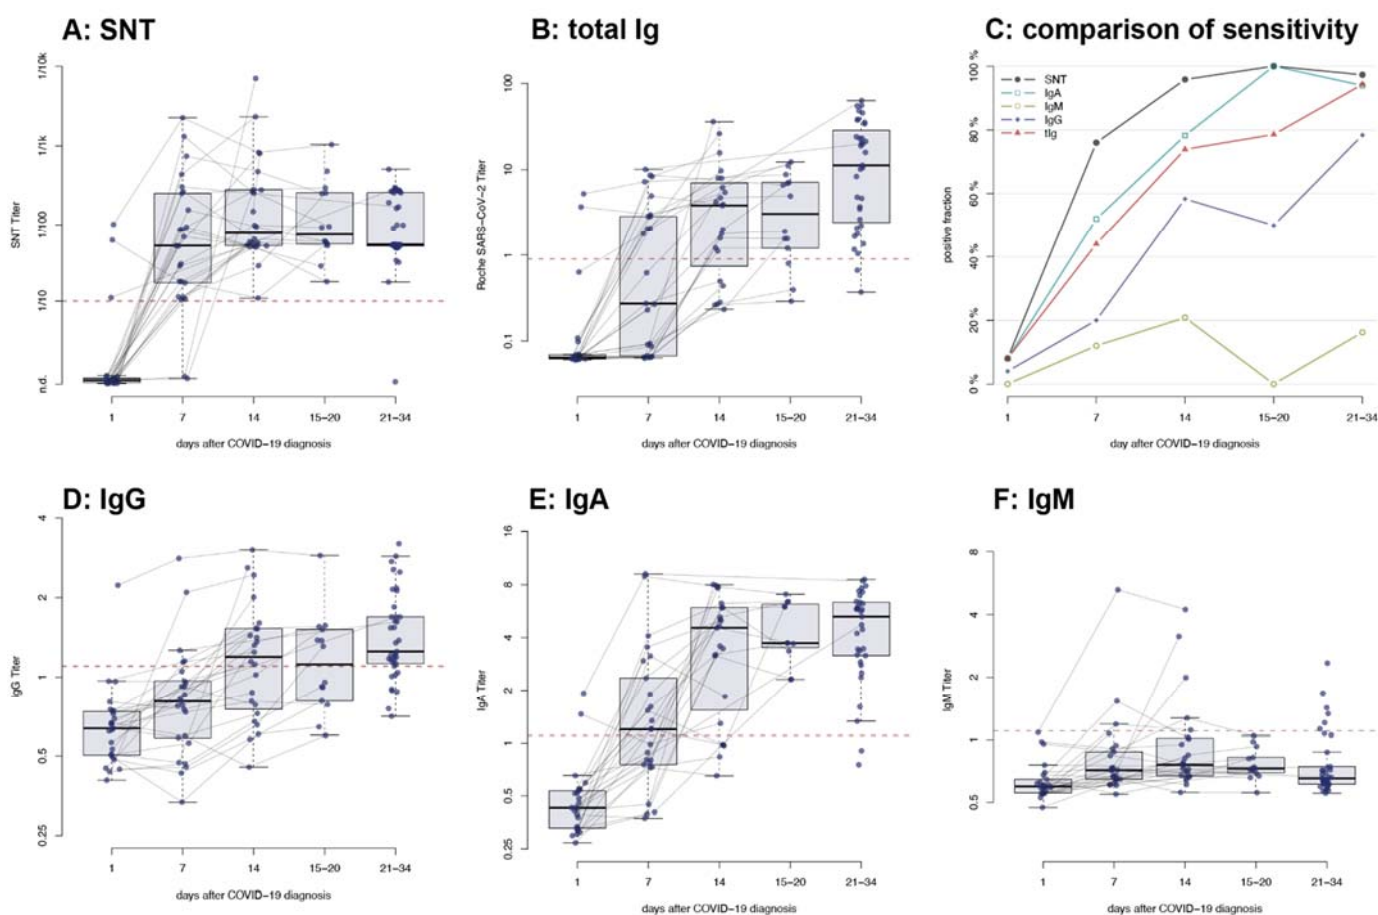 A: SNT
SNT Titer
1/10k
1/1k
1/100
1/10
n.d.
1 7 14 15–20 21–34
days after COVID–19 diagnosis
B: total Ig
Roche SARS–CoV–2 Titer
100
10
1
0.1
1 7 14 15–20 21–34
days after COVID–19 diagnosis
C: comparison of sensitivity
positive fraction
100 %
80 %
60 %
40 %
20 %
0 %
SNT
IgA
IgM
IgG
tIg
1 7 14 15–20 21–34
day after COVID–19 diagnosis
D: IgG
IgG Titer
4
2
1
0.5
0.25
1 7 14 15–20 21–34
days after COVID–19 diagnosis
E: IgA
IgA Titer
16
8
4
2
1
0.5
0.25
1 7 14 15–20 21–34
days after COVID–19 diagnosis
F: IgM
IgM Titer
8
4
2
1
0.5
1 7 14 15–20 21–34
days after COVID–19 diagnosis